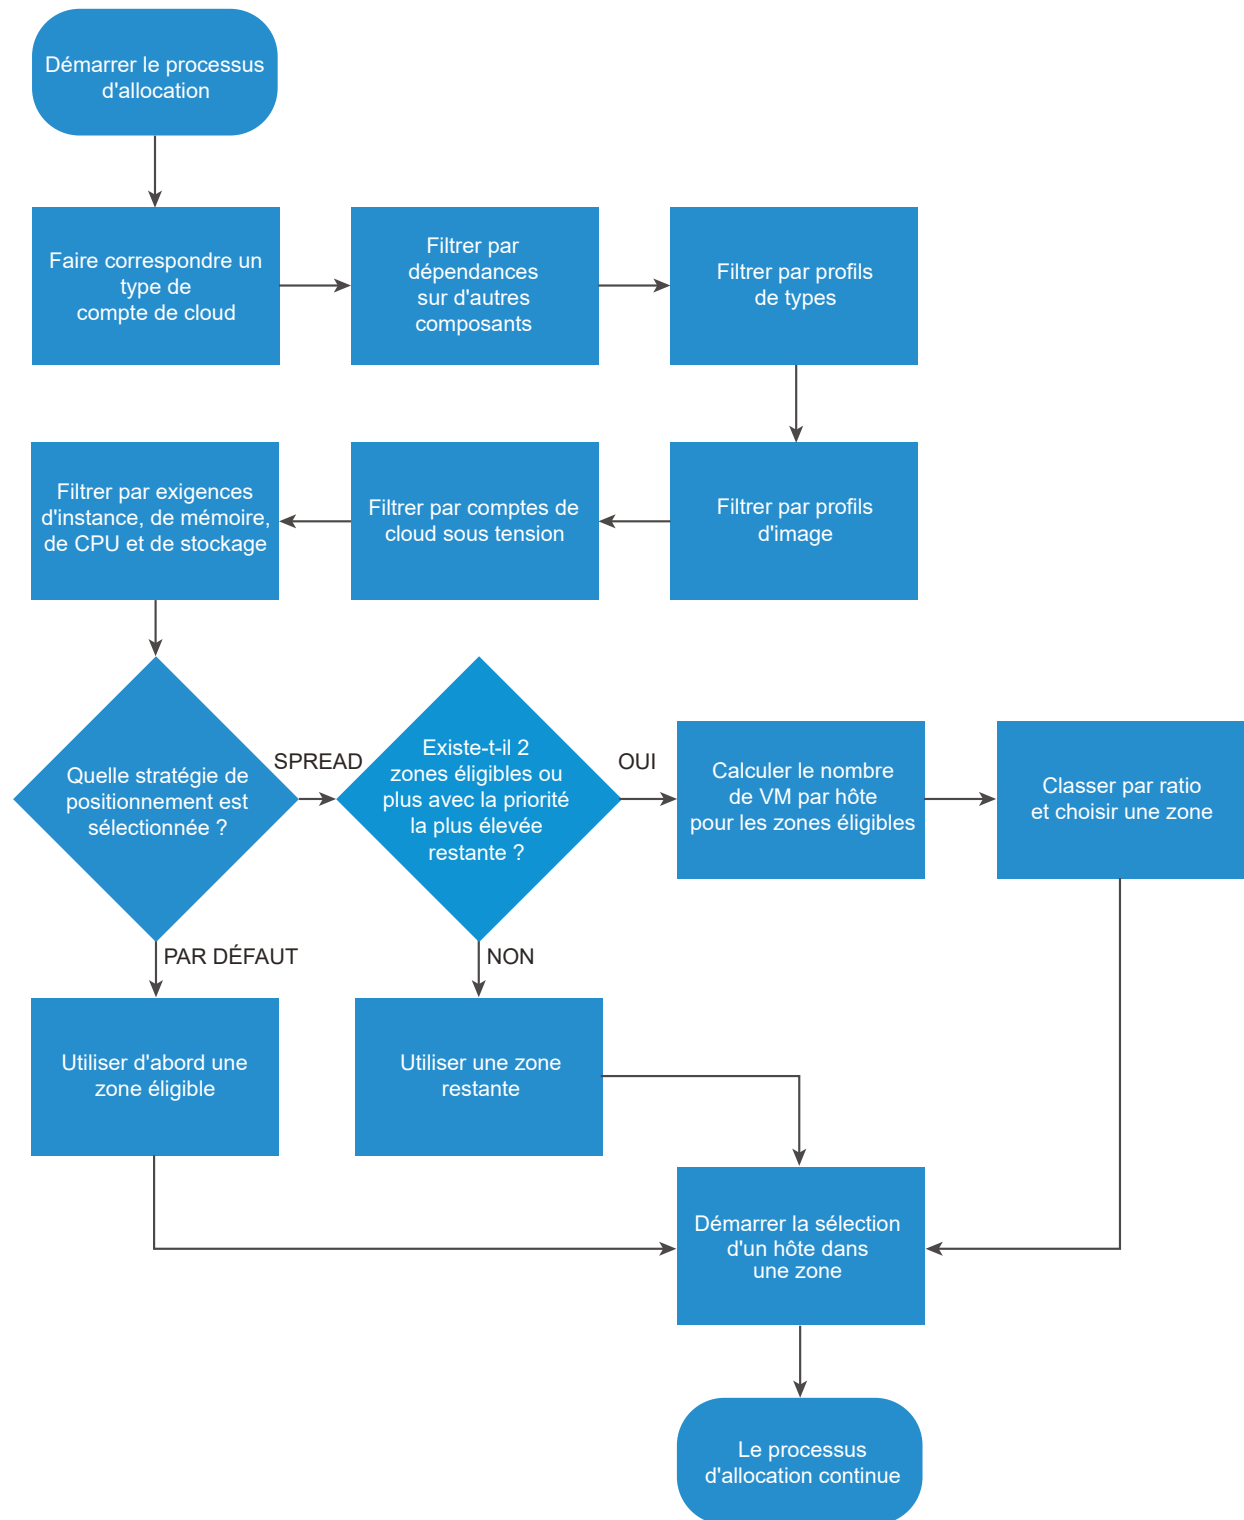 Démarrer le processus
d'allocation
Faire correspondre un
type de
compte de cloud
Filtrer par
dépendances
sur d'autres
composants
Filtrer par profils
de types
Filtrer par exigences
d'instance, de mémoire,
de CPU et de stockage
Filtrer par comptes de
cloud sous tension
Filtrer par profils
d'image
Quelle stratégie de
positionnement est
sélectionnée ?
SPREAD
Existe-t-il 2
zones éligibles ou
plus avec la priorité
la plus élevée
restante ?
OUI
Calculer le nombre
de VM par hôte
pour les zones éligibles
Classer par ratio
et choisir une zone
PAR DÉFAUT
NON
Utiliser d'abord une
zone éligible
Utiliser une zone
restante
Démarrer la sélection
d'un hôte dans
une zone
Le processus
d'allocation continue